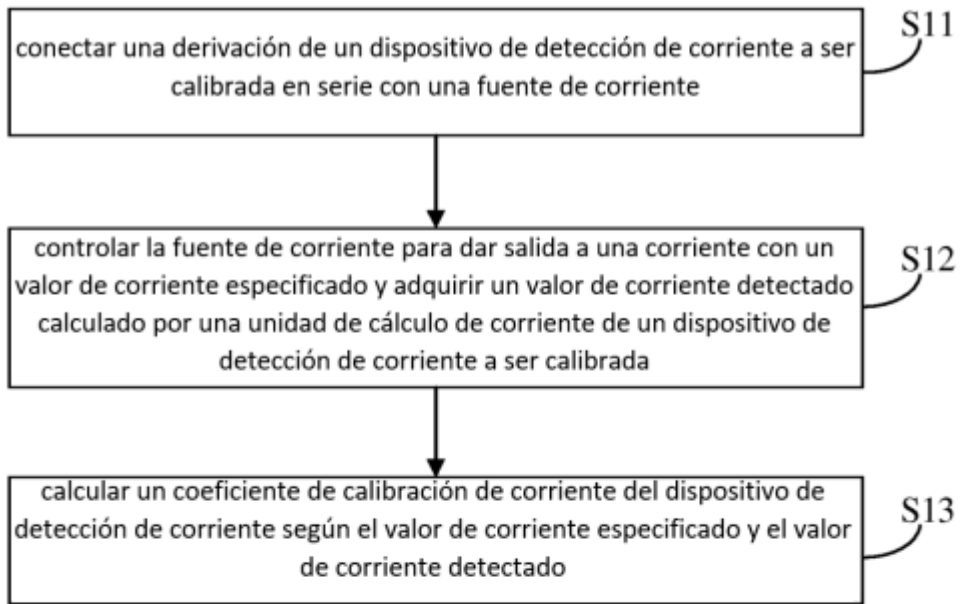 S11
conectar una derivación de un dispositivo de detección de corriente a ser
calibrada en serie con una fuente de corriente
S12
controlar la fuente de corriente para dar salida a una corriente con un
valor de corriente especificado y adquirir un valor de corriente detectado
calculado por una unidad de cálculo de corriente de un dispositivo de
detección de corriente a ser calibrada
S13
calcular un coeficiente de calibración de corriente del dispositivo de
detección de corriente según el valor de corriente especificado y el valor
de corriente detectado